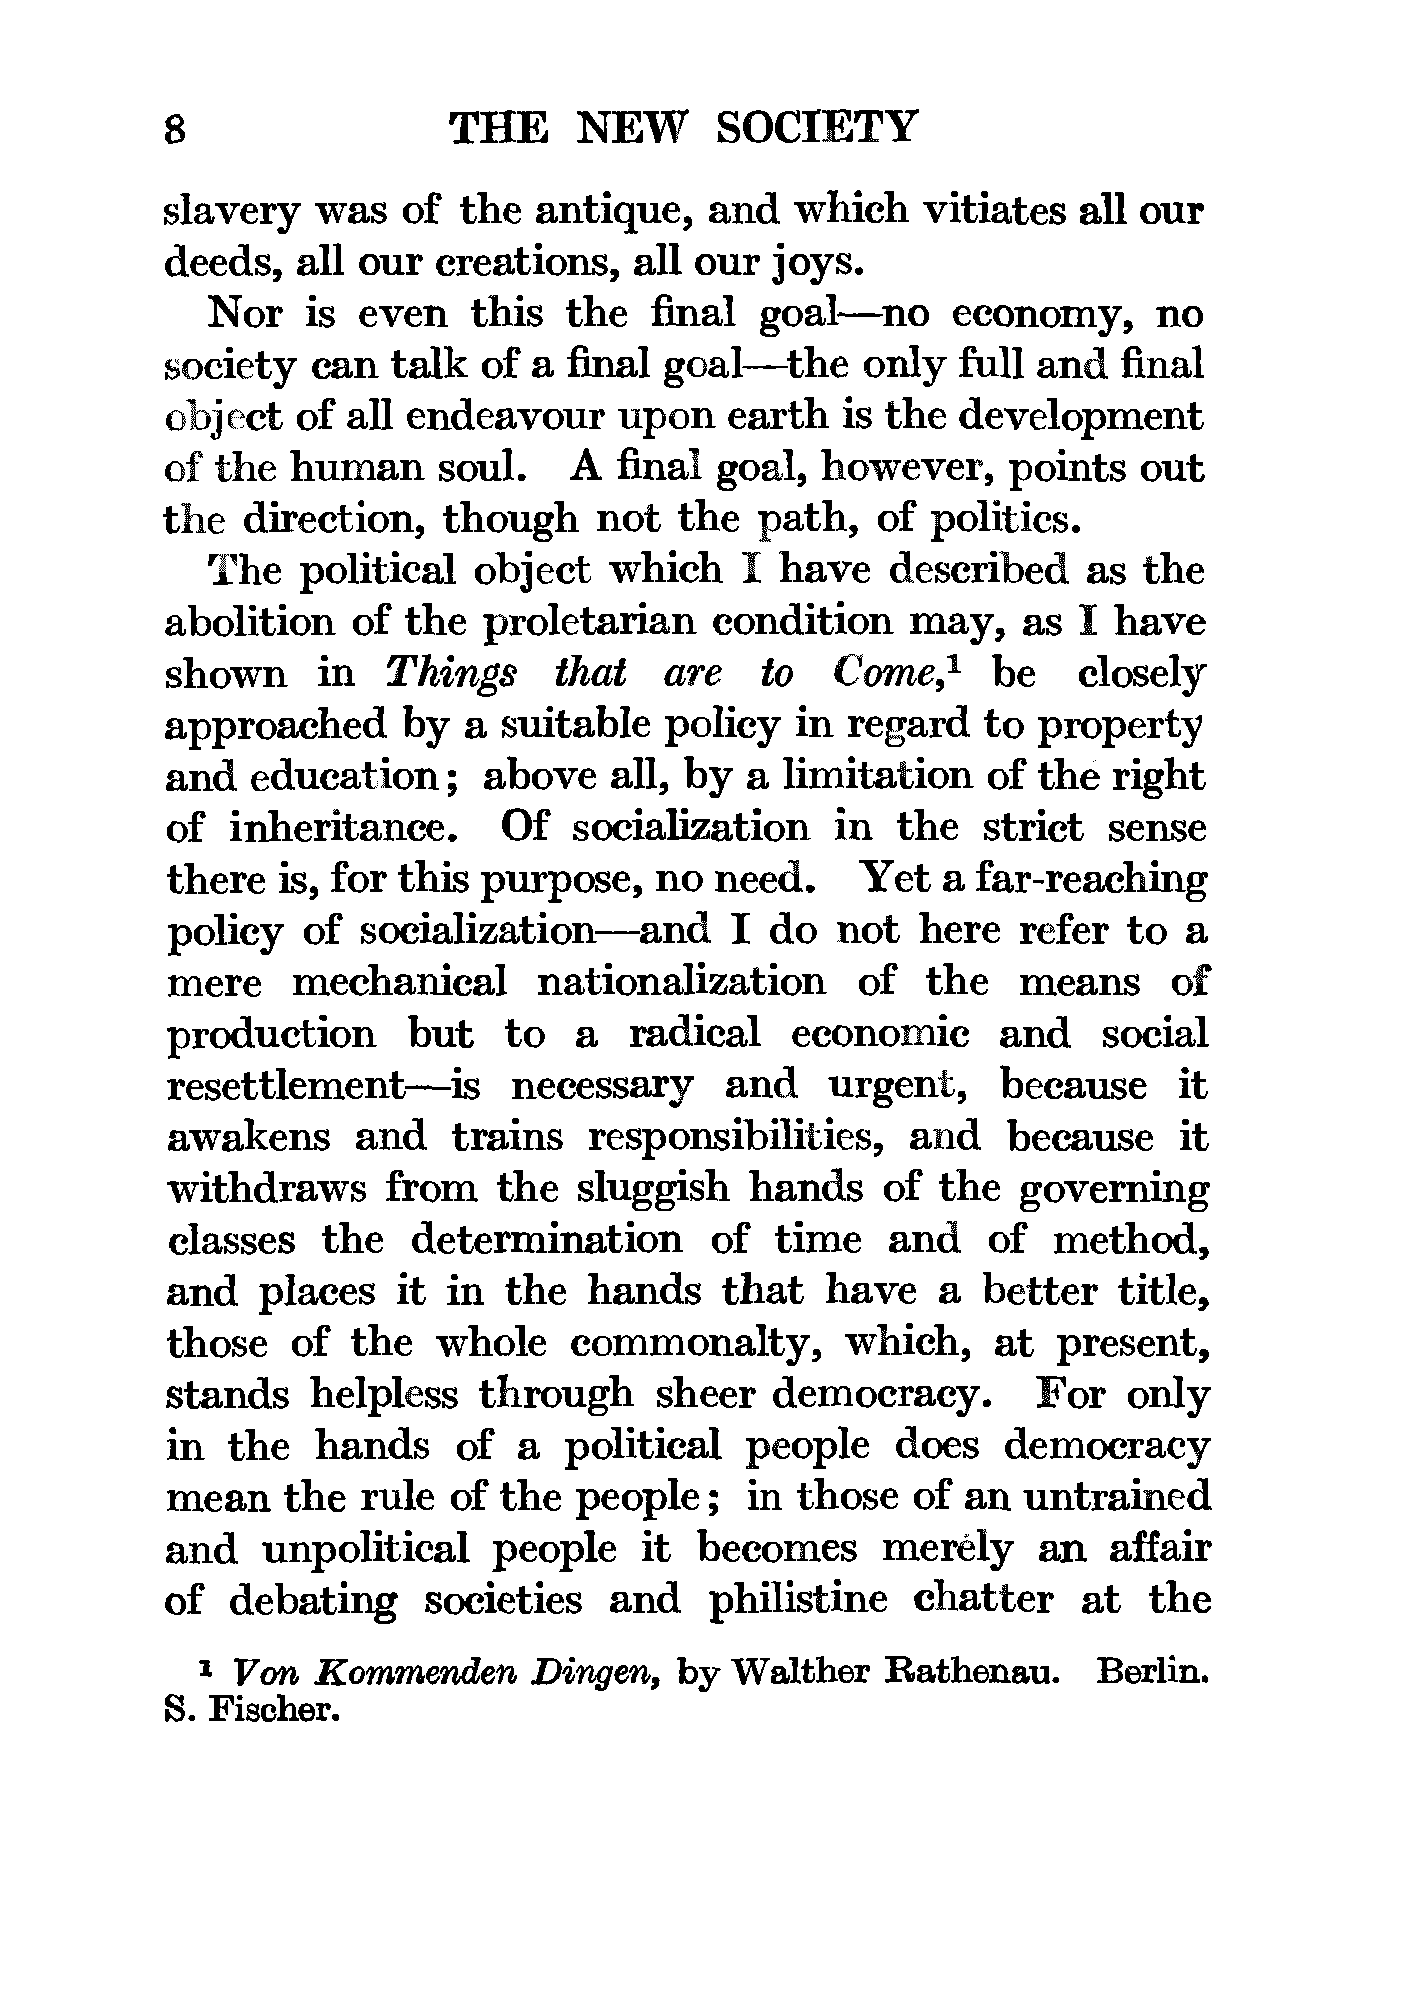 8 THE NEW SOCIETY
slavery was of the antique, and which vitiates all our
deeds, all our creations, all our joys.
Nor is even this the final goal—no economy, no
society can talk of a final goal—the only full and final
object of all endeavour upon earth is the development
of the human soul. A final goal, however, points out
the direction, though not the path, of politics.
The political object which I have described as the
abolition of the proletarian condition may, as I have
shown in Things that are to Come,¹ be closely
approached by a suitable policy in regard to property
and education; above all, by a limitation of the right
of inheritance. Of socialization in the strict sense
there is, for this purpose, no need. Yet a far-reaching
policy of socialization—and I do not here refer to a
mere mechanical nationalization of the means of
production but to a radical economic and social
resettlement—is necessary and urgent, because it
awakens and trains responsibilities, and because it
withdraws from the sluggish hands of the governing
classes the determination of time and of method,
and places it in the hands that have a better title,
those of the whole commonalty, which, at present,
stands helpless through sheer democracy. For only
in the hands of a political people does democracy
mean the rule of the people; in those of an untrained
and unpolitical people it becomes merely an affair
of debating societies and philistine chatter at the
¹ Von Kommenden Dingen, by Walther Rathenau. Berlin.
S. Fischer.